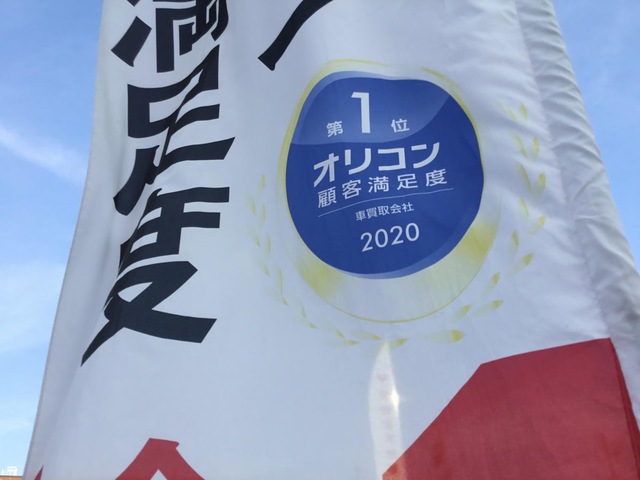 満足度
第1位
オリコン
顧客満足度
車買取会社
2020